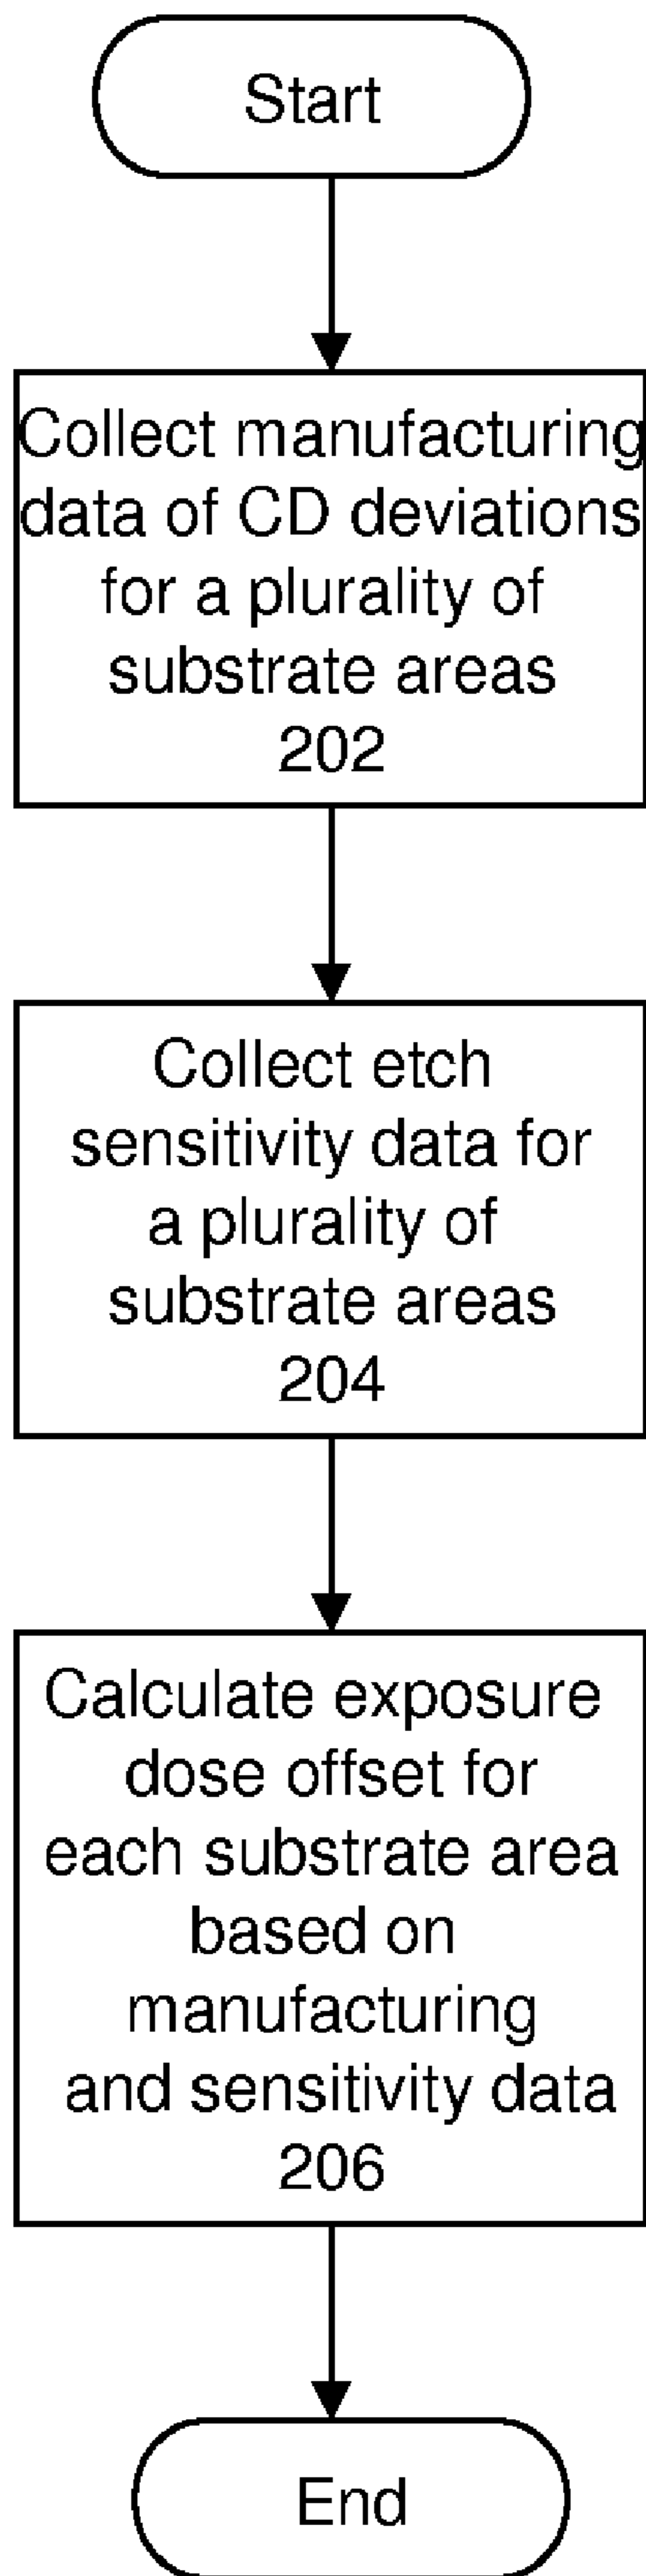 Start
Collect manufacturing
data of CD deviations
for a plurality of
substrate areas
202
Collect etch
sensitivity data for
a plurality of
substrate areas
204
Calculate exposure
dose offset for
each substrate area
based on
manufacturing
and sensitivity data
206
End